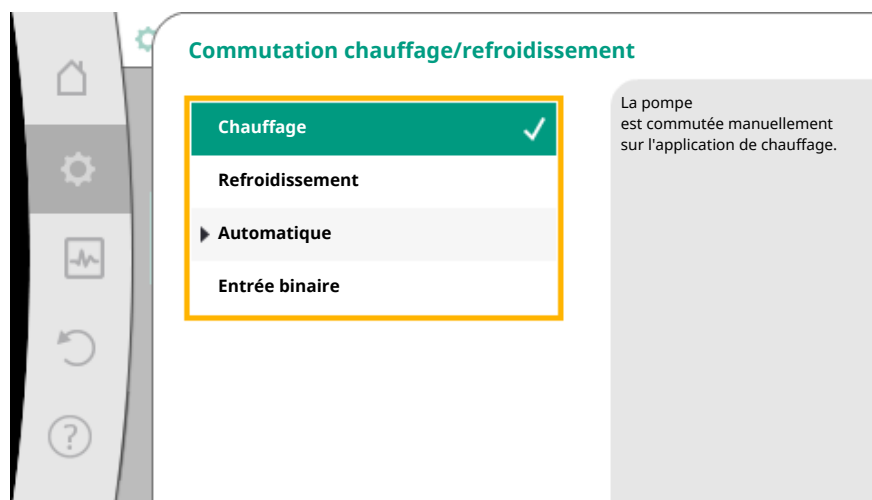 Commutation chauffage/refroidissement
Chauffage
Refroidissement
Automatique
Entrée binaire
La pompe
est commutée manuellement
sur l'application de chauffage.
?